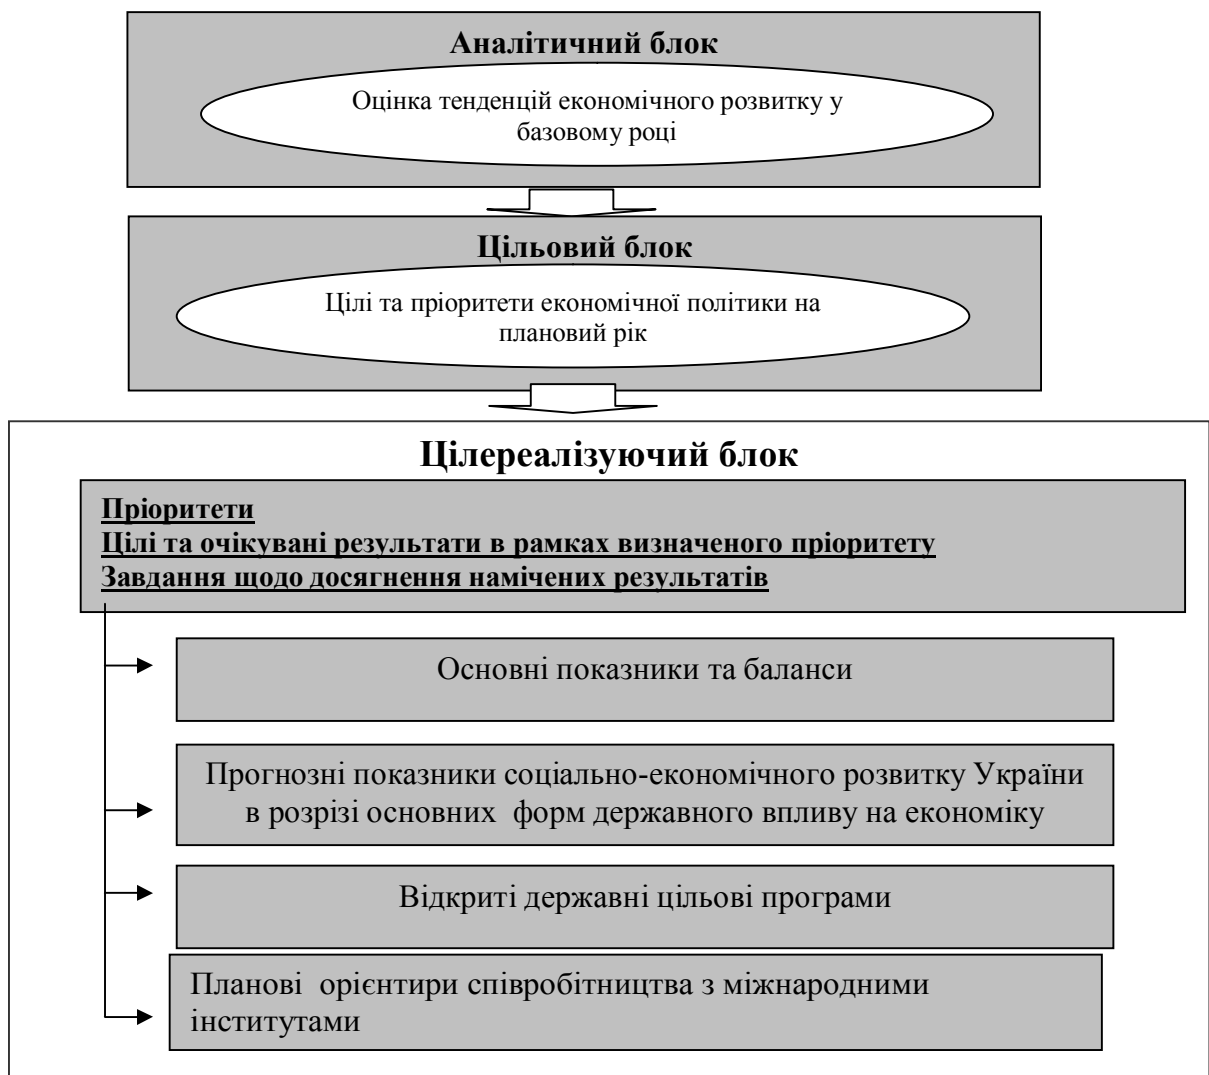 Аналітичний блок
Оцінка тенденцій економічного розвитку у
базовому році
Цільовий блок
Цілі та пріоритети економічної політики на
плановий рік
Цілереалізуючий блок
Пріоритети
Цілі та очікувані результати в рамках визначеного пріоритету
Завдання щодо досягнення намічених результатів
Основні показники та баланси
Прогнозні показники соціально-економічного розвитку України
в розрізі основних форм державного впливу на економіку
Відкриті державні цільові програми
Планові орієнтири співробітництва з міжнародними
інститутами